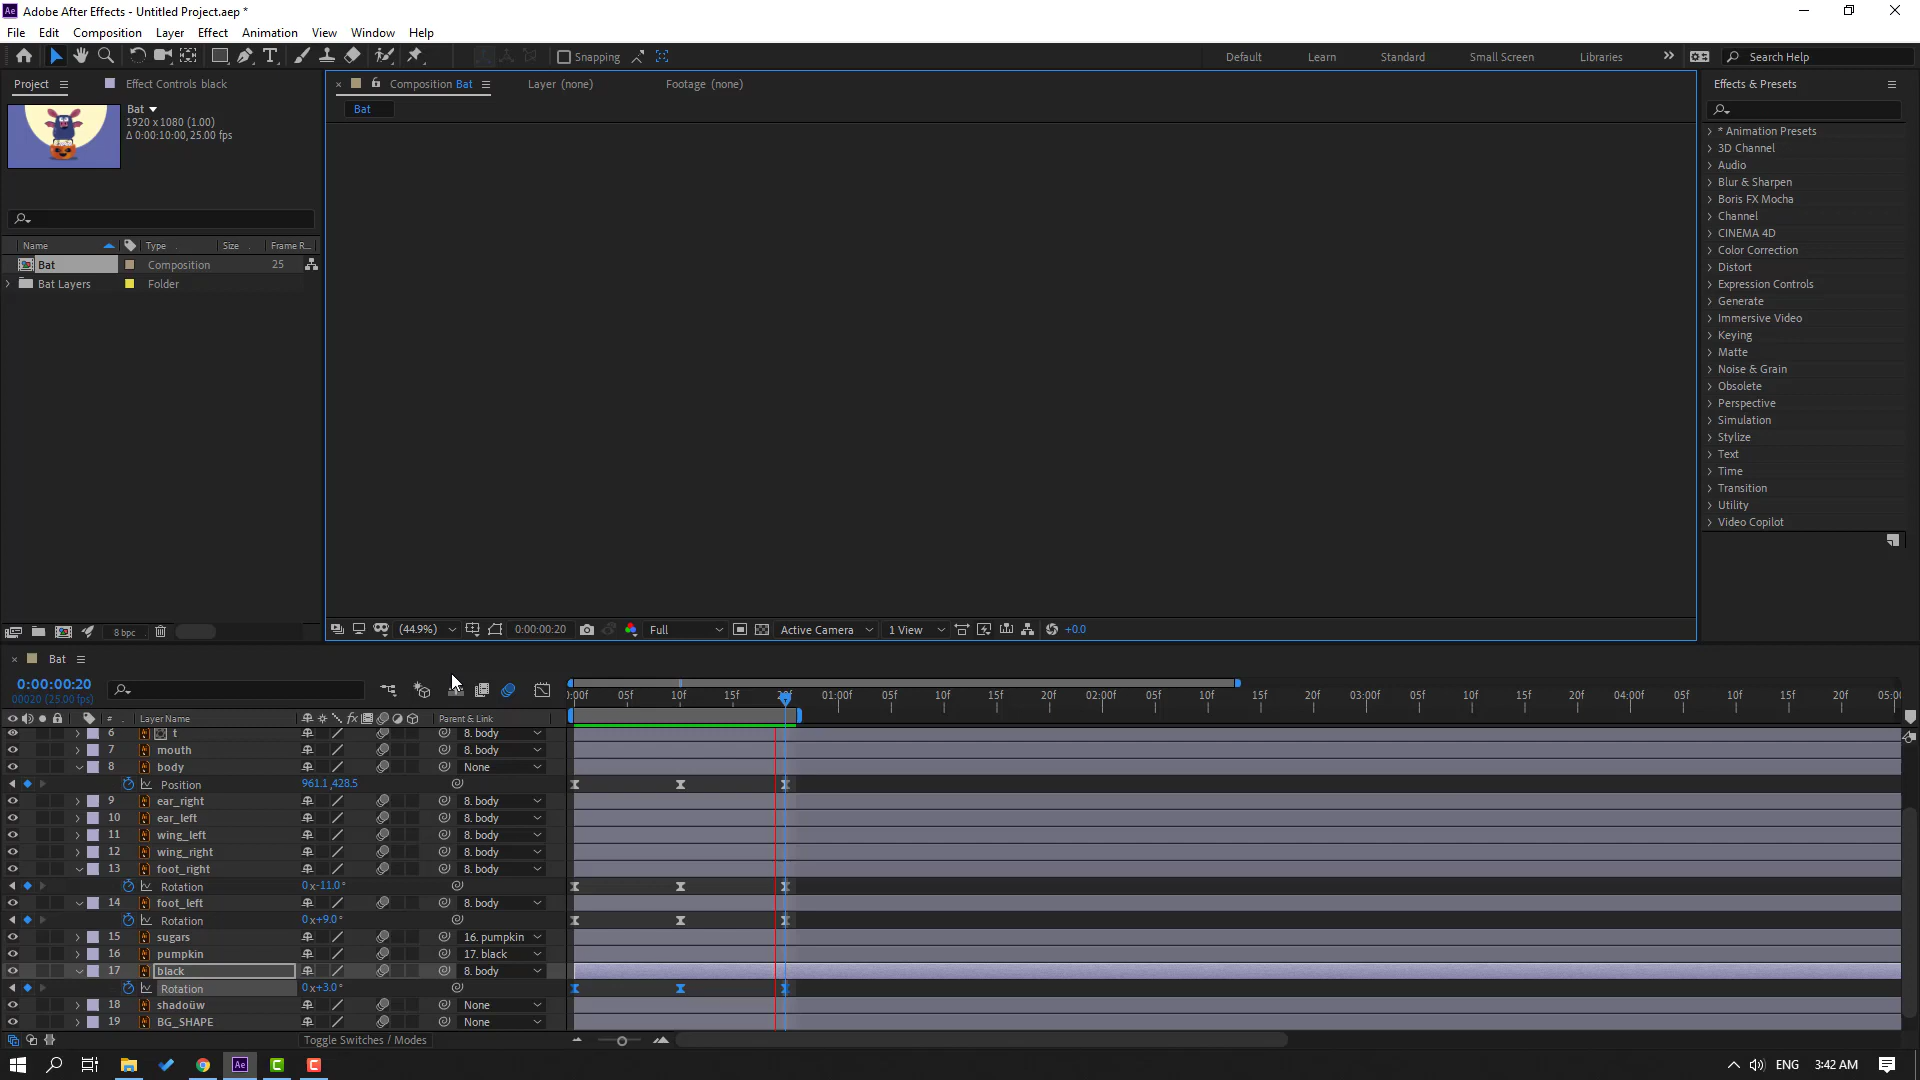 Ae Adobe After Effects - Untitled Project.aep *
File Edit Composition Layer Effect Animation View Window Help
Snapping Default Learn Standard Small Screen Libraries Search Help
Project Effect Controls black Composition Bat Layer (none) Footage (none) Effects & Presets
Bat
Bat
1920 x 1080 (1.00)
Δ 0:00:10:00, 25.00 fps
* Animation Presets
3D Channel
Audio
Blur & Sharpen
Boris FX Mocha
Channel
CINEMA 4D
Color Correction
Distort
Expression Controls
Generate
Immersive Video
Keying
Matte
Noise & Grain
Obsolete
Perspective
Simulation
Stylize
Text
Time
Transition
Utility
Video Copilot
Name Type Size Frame R...
Bat Composition 25
Bat Layers Folder
8 bpc (44.9%) 0:00:00:20 Full Active Camera 1 View +0.0
Bat
0:00:00:20
00020 (25.00 fps)
:00f 05f 10f 15f 01:00f 05f 10f 15f 20f 02:00f 05f 10f 15f 20f 03:00f 05f 10f 15f 20f 04:00f 05f 10f 15f 20f 05:00
# Layer Name fx Parent & Link
6 t 8. body
7 mouth 8. body
8 body None
Position 961.1,428.5
9 ear_right 8. body
10 ear_left 8. body
11 wing_left 8. body
12 wing_right 8. body
13 foot_right 8. body
Rotation 0x-11.0°
14 foot_left 8. body
Rotation 0x+9.0°
15 sugars 16. pumpkin
16 pumpkin 17. black
17 black 8. body
Rotation 0x+3.0°
18 shadoüw None
19 BG_SHAPE None
Toggle Switches / Modes
Ae C C ENG 3:42 AM